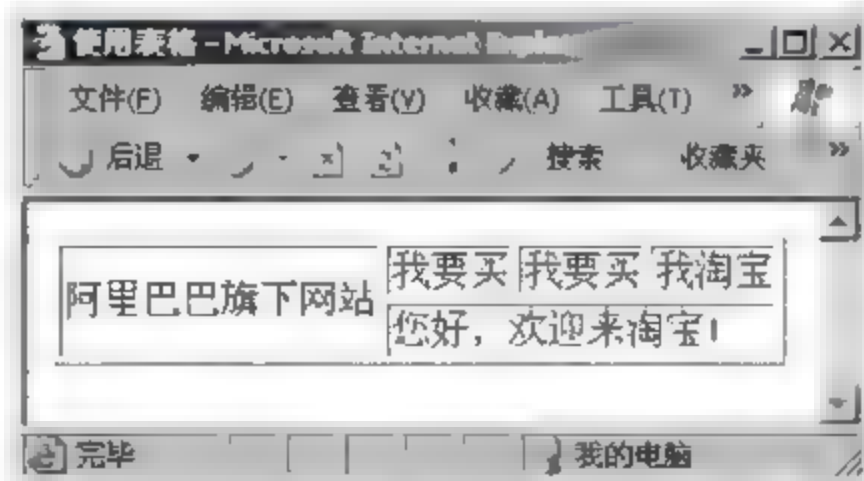 使用表格 - Microsoft Internet Explorer
文件(F) 编辑(E) 查看(V) 收藏(A) 工具(T) »
后退 搜索 收藏夹 »
阿里巴巴旗下网站 我要买 我要买 我淘宝
您好，欢迎来淘宝!
完毕 我的电脑